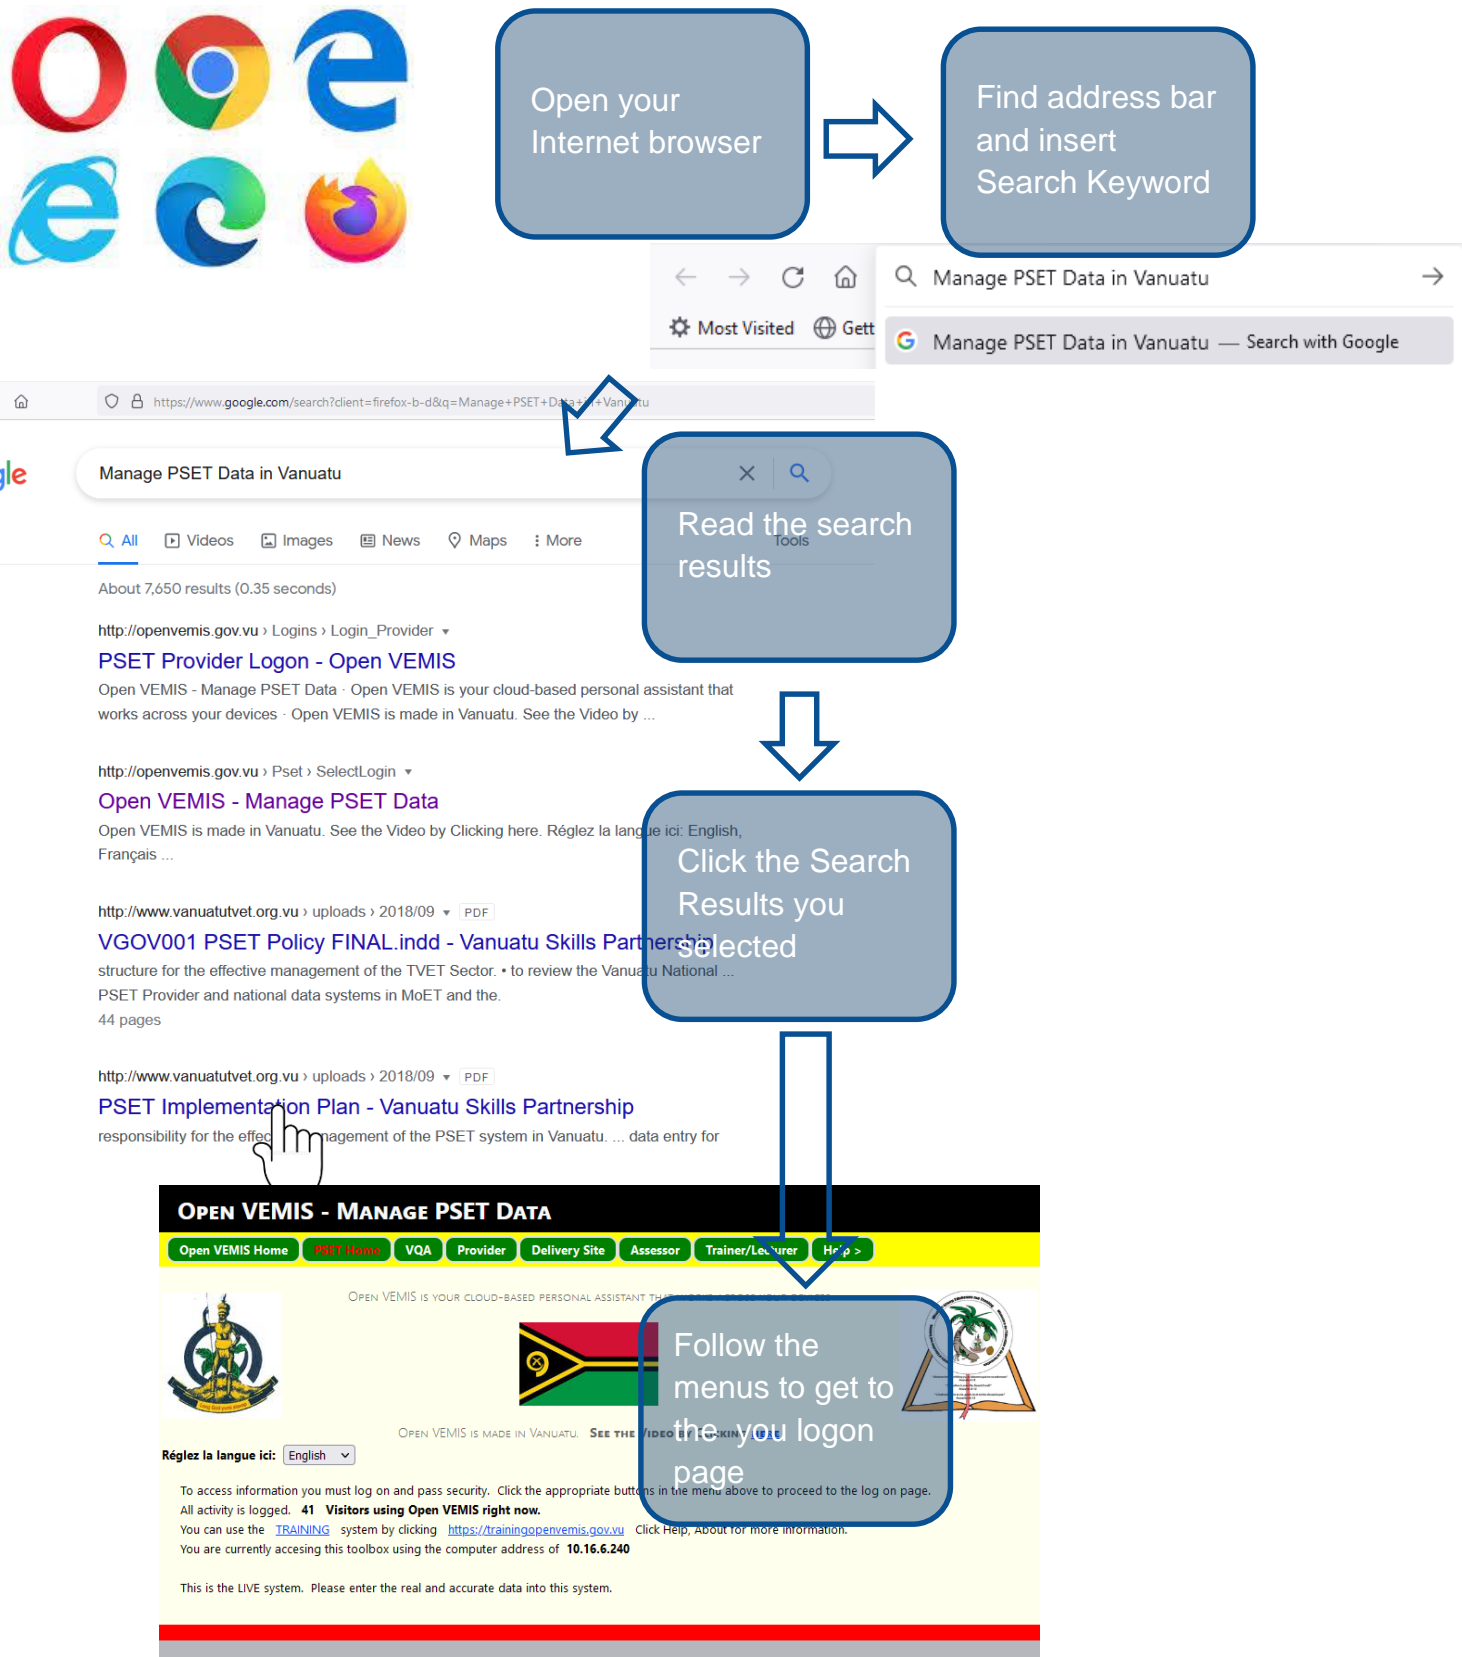 Open your
Internet browser
Find address bar
and insert
Search Keyword
Manage PSET Data in Vanuatu
Most Visited Gett
Manage PSET Data in Vanuatu — Search with Google
https://www.google.com/search?client=firefox-b-d&q=Manage+PSET+Data+in+Vanuatu
gle
Manage PSET Data in Vanuatu
Read the search
results
All Videos Images News Maps More Tools
About 7,650 results (0.35 seconds)
http://openvemis.gov.vu › Logins › Login_Provider
PSET Provider Logon - Open VEMIS
Open VEMIS - Manage PSET Data · Open VEMIS is your cloud-based personal assistant that
works across your devices · Open VEMIS is made in Vanuatu. See the Video by ...
http://openvemis.gov.vu › Pset › SelectLogin
Open VEMIS - Manage PSET Data
Open VEMIS is made in Vanuatu. See the Video by Clicking here. Réglez la langue ici: English,
Français ...
Click the Search
Results you
selected
http://www.vanuatutvet.org.vu › uploads › 2018/09 PDF
VGOV001 PSET Policy FINAL.indd - Vanuatu Skills Partnership
structure for the effective management of the TVET Sector. • to review the Vanuatu National ...
PSET Provider and national data systems in MoET and the.
44 pages
http://www.vanuatutvet.org.vu › uploads › 2018/09 PDF
PSET Implementation Plan - Vanuatu Skills Partnership
responsibility for the effec nagement of the PSET system in Vanuatu. ... data entry for
OPEN VEMIS - MANAGE PSET DATA
Open VEMIS Home PSET Home VQA Provider Delivery Site Assessor Trainer/Lecturer Help >
OPEN VEMIS IS YOUR CLOUD-BASED PERSONAL ASSISTANT THAT WORKS ACROSS YOUR DEVICES
Follow the
menus to get to
the you logon
page
OPEN VEMIS IS MADE IN VANUATU. SEE THE VIDEO BY CLICKING HERE
Réglez la langue ici: English
To access information you must log on and pass security. Click the appropriate buttons in the menu above to proceed to the log on page.
All activity is logged. 41 Visitors using Open VEMIS right now.
You can use the TRAINING system by clicking https://trainingopenvemis.gov.vu Click Help, About for more information.
You are currently accesing this toolbox using the computer address of 10.16.6.240
This is the LIVE system. Please enter the real and accurate data into this system.